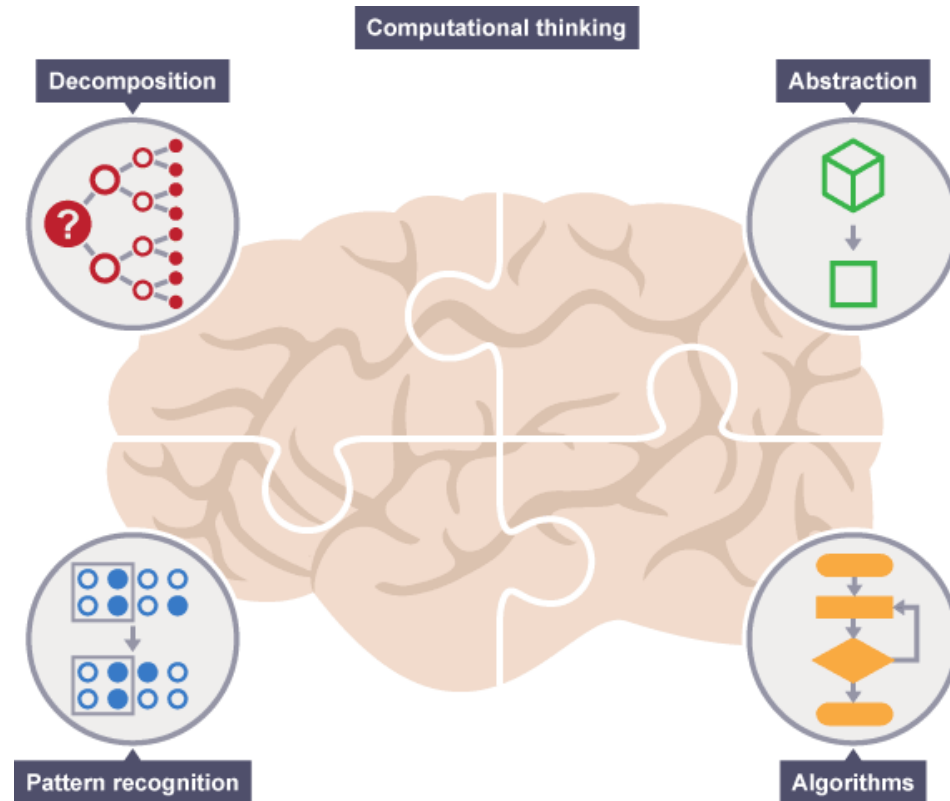 Computational thinking
Decomposition
Abstraction
?
Pattern recognition
Algorithms